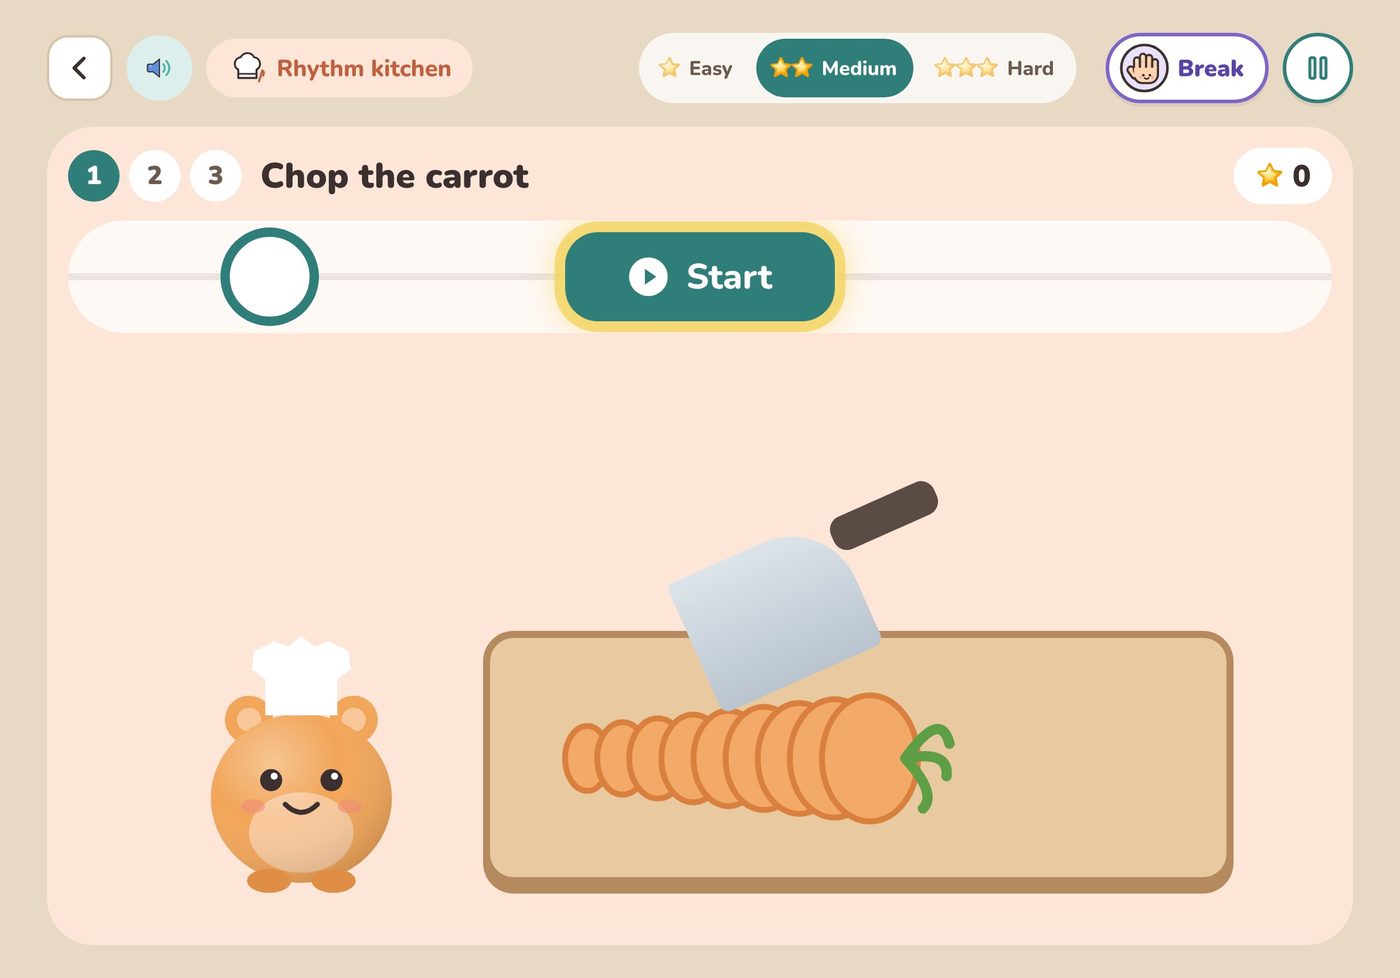 Rhythm kitchen
Easy
Medium
Hard
Break
1
2
3
Chop the carrot
0
Start